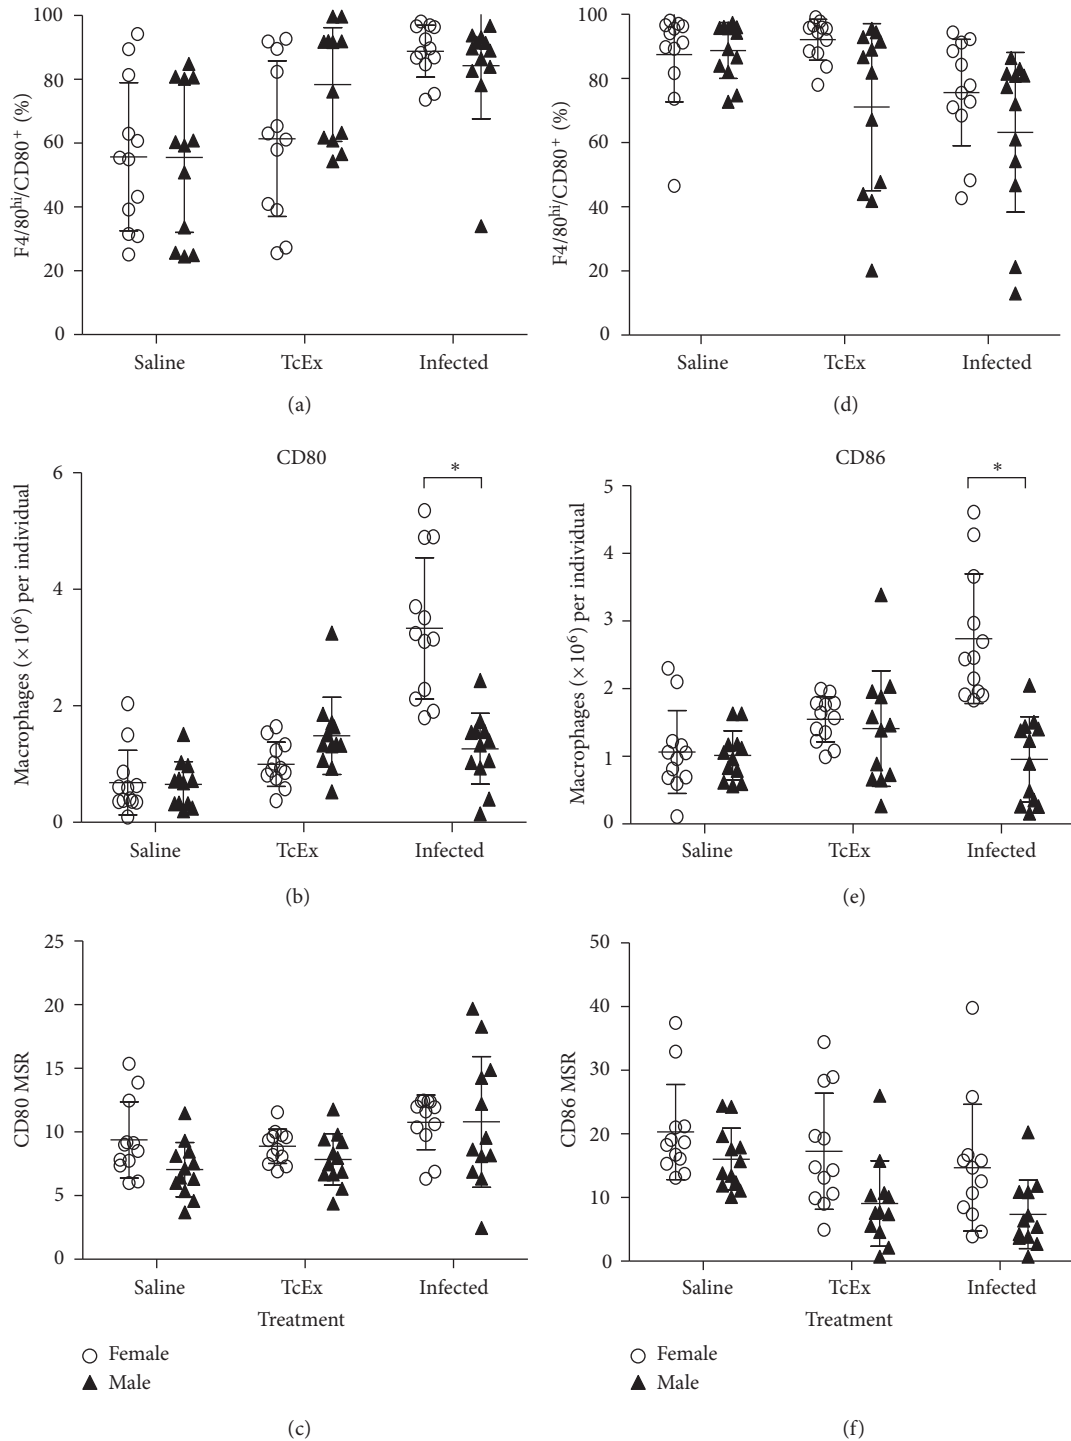 F4/80ʰⁱ/CD80⁺ (%)
100
80
60
40
20
0
Saline TcEx Infected
(a)
F4/80ʰⁱ/CD80⁺ (%)
100
80
60
40
20
0
Saline TcEx Infected
(d)
CD80
Macrophages (×10⁶) per individual
6
4
2
0
*
Saline TcEx Infected
(b)
CD86
Macrophages (×10⁶) per individual
5
4
3
2
1
0
*
Saline TcEx Infected
(e)
CD80 MSR
25
20
15
10
5
0
Saline TcEx Infected
Treatment
Female
Male
(c)
CD86 MSR
50
40
30
20
10
0
Saline TcEx Infected
Treatment
Female
Male
(f)